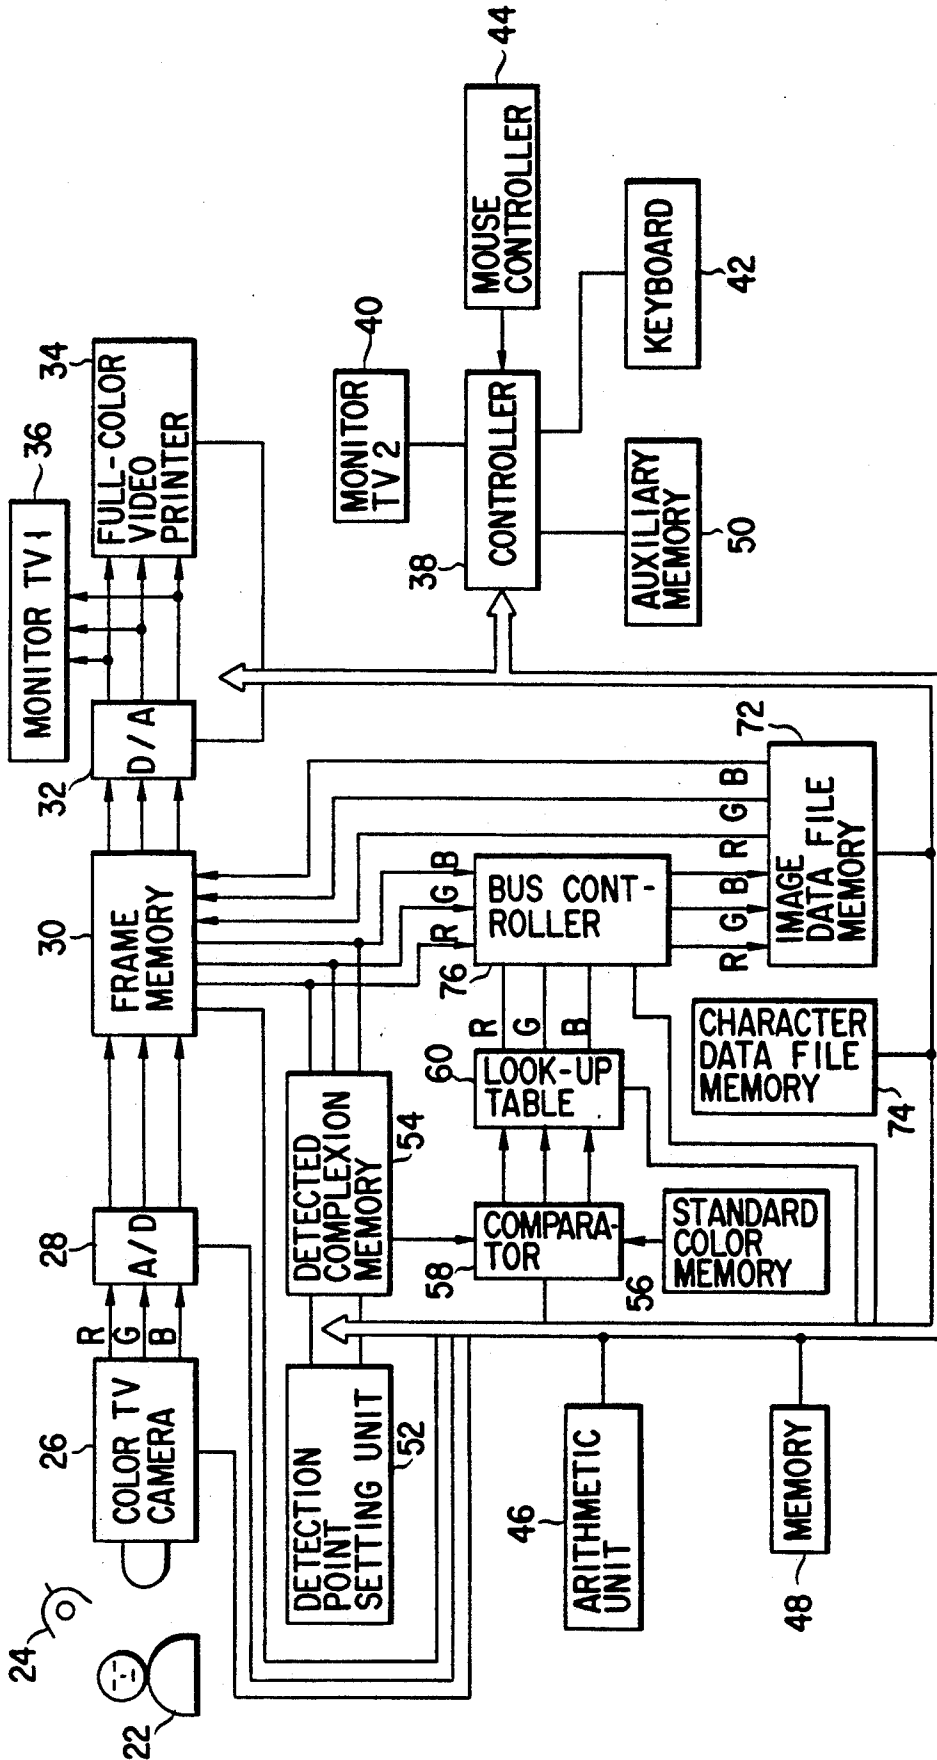 22
24
26
COLOR TV
CAMERA
R
G
B
28
A/D
30
FRAME
MEMORY
32
D/A
MONITOR TV 1
36
34
FULL-COLOR
VIDEO
PRINTER
DETECTION
POINT
SETTING UNIT
52
DETECTED
COMPLEXION
MEMORY
54
R
G
B
MONITOR
TV 2
40
58
COMPARA-
TOR
60
LOOK-UP
TABLE
R
G
B
76
BUS CONT-
ROLLER
38
CONTROLLER
MOUSE
CONTROLLER
44
46
ARITHMETIC
UNIT
56
STANDARD
COLOR
MEMORY
CHARACTER
DATA FILE
MEMORY
74
R
G
B
R
G
B
72
IMAGE
DATA FILE
MEMORY
AUXILIARY
MEMORY
50
KEYBOARD
42
48
MEMORY